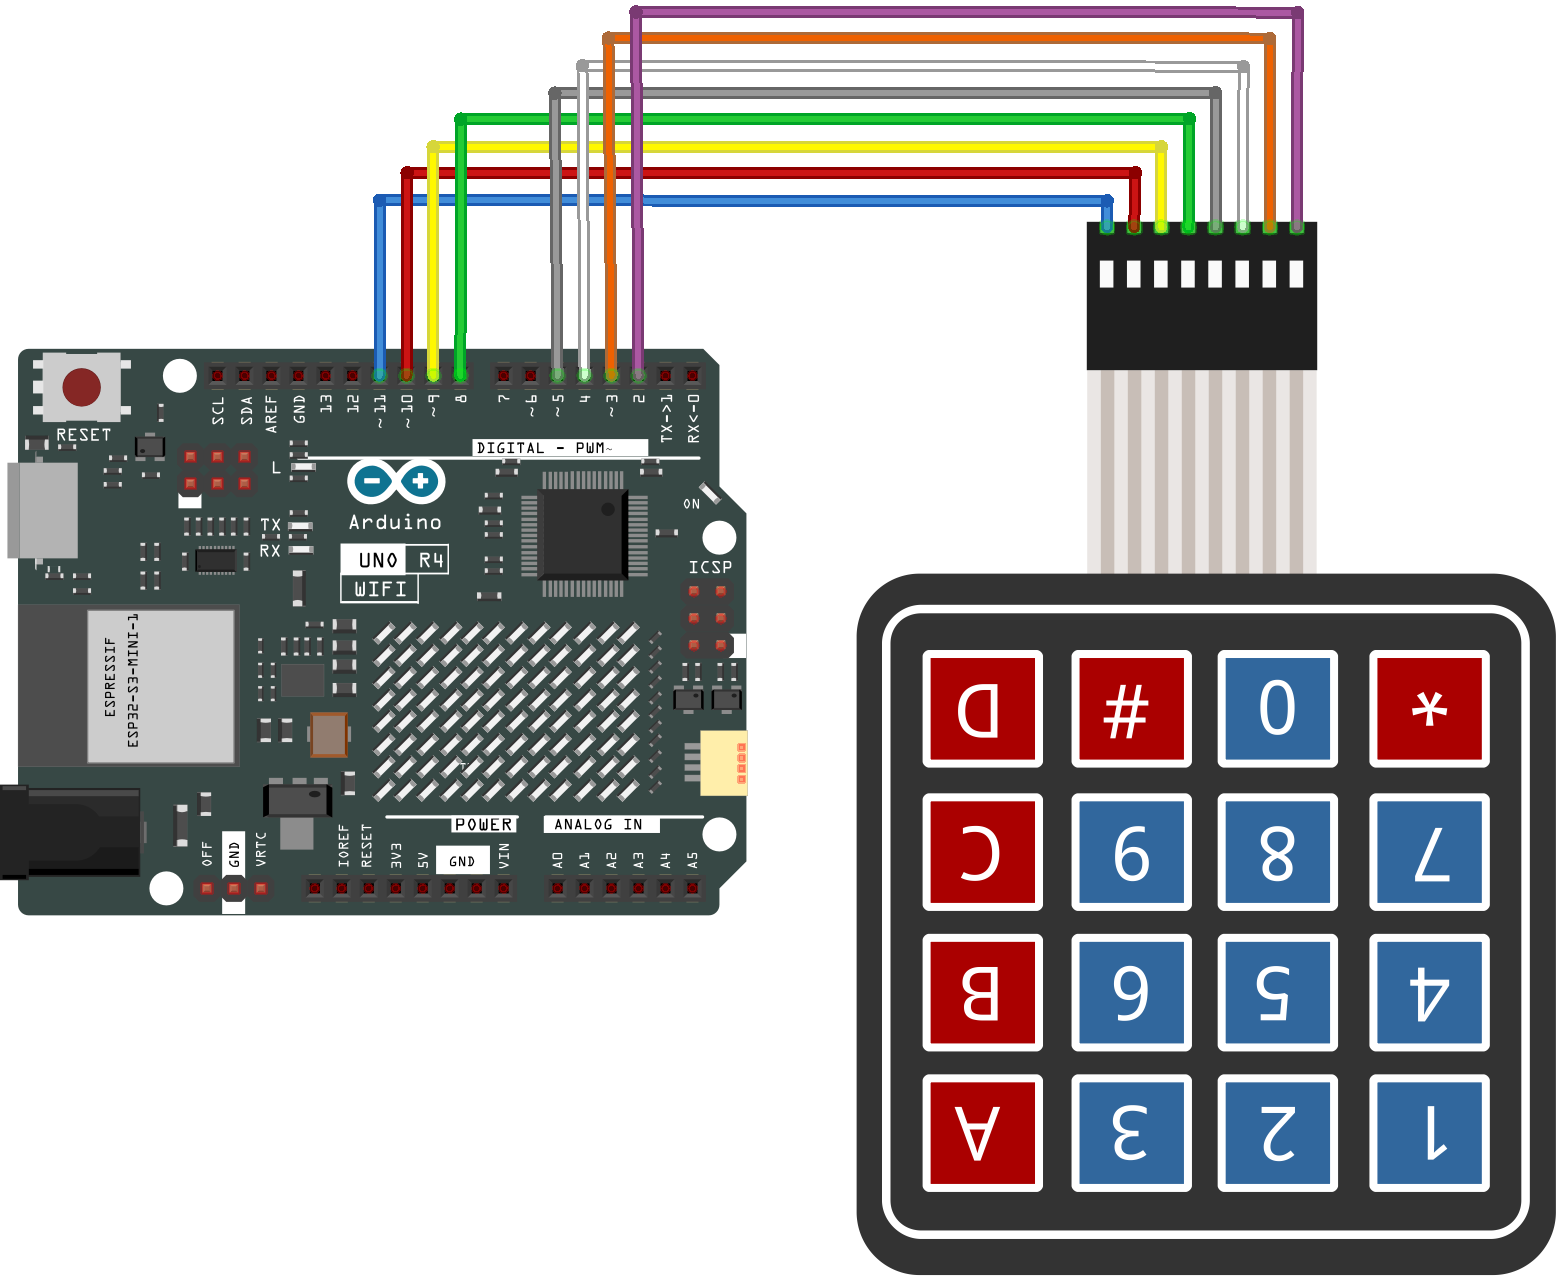 SCL
SDA
AREF
GND
13
12
~11
~10
~9
8
7
~6
~5
4
~3
2
TX->1
RX<-0
RESET
DIGITAL - PWM~
L
ON
TX
RX
Arduino
UNO R4
WIFI
ICSP
ESPRESSIF
ESP32-S3-MINI-1
POWER
ANALOG IN
OFF
GND
VRTC
IOREF
RESET
3V3
5V
GND
VIN
A0
A1
A2
A3
A4
A5
D # 0 *
C 9 8 7
B 6 5 4
A 3 2 1